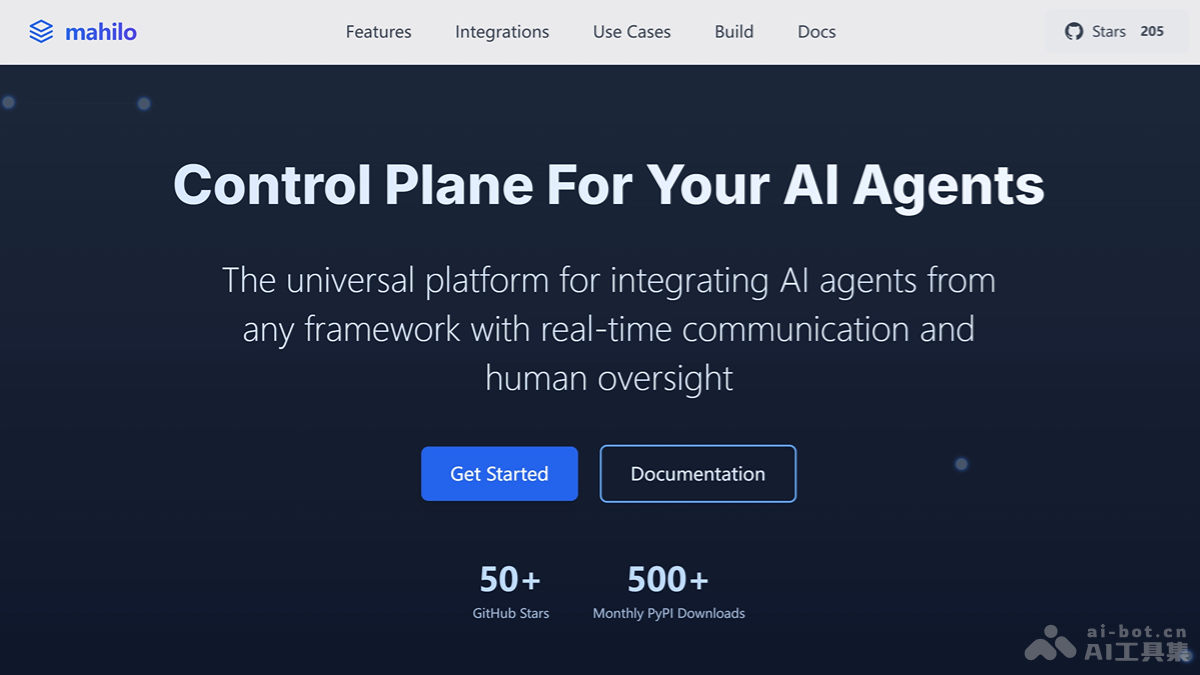 mahilo
Features
Integrations
Use Cases
Build
Docs
Stars 205
Control Plane For Your AI Agents
The universal platform for integrating AI agents from
any framework with real-time communication and
human oversight
Get Started
Documentation
50+
500+
GitHub Stars
Monthly PyPI Downloads
ai-bot.cn
AI工具集